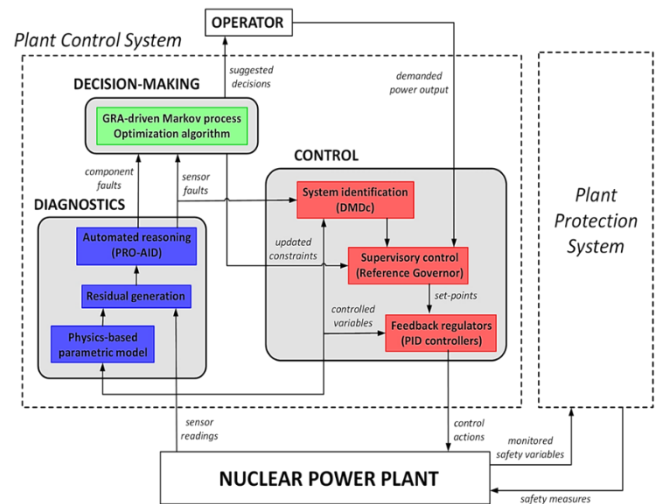 OPERATOR
Plant Control System
suggested
decisions
demanded
power output
DECISION-MAKING
GRA-driven Markov process
Optimization algorithm
component
faults
sensor
faults
CONTROL
System identification
(DMDc)
DIAGNOSTICS
Automated reasoning
(PRO-AID)
updated
constraints
Supervisory control
(Reference Governor)
Residual generation
set-points
controlled
variables
Physics-based
parametric model
Feedback regulators
(PID controllers)
Plant
Protection
System
sensor
readings
control
actions
monitored
safety variables
NUCLEAR POWER PLANT
safety measures